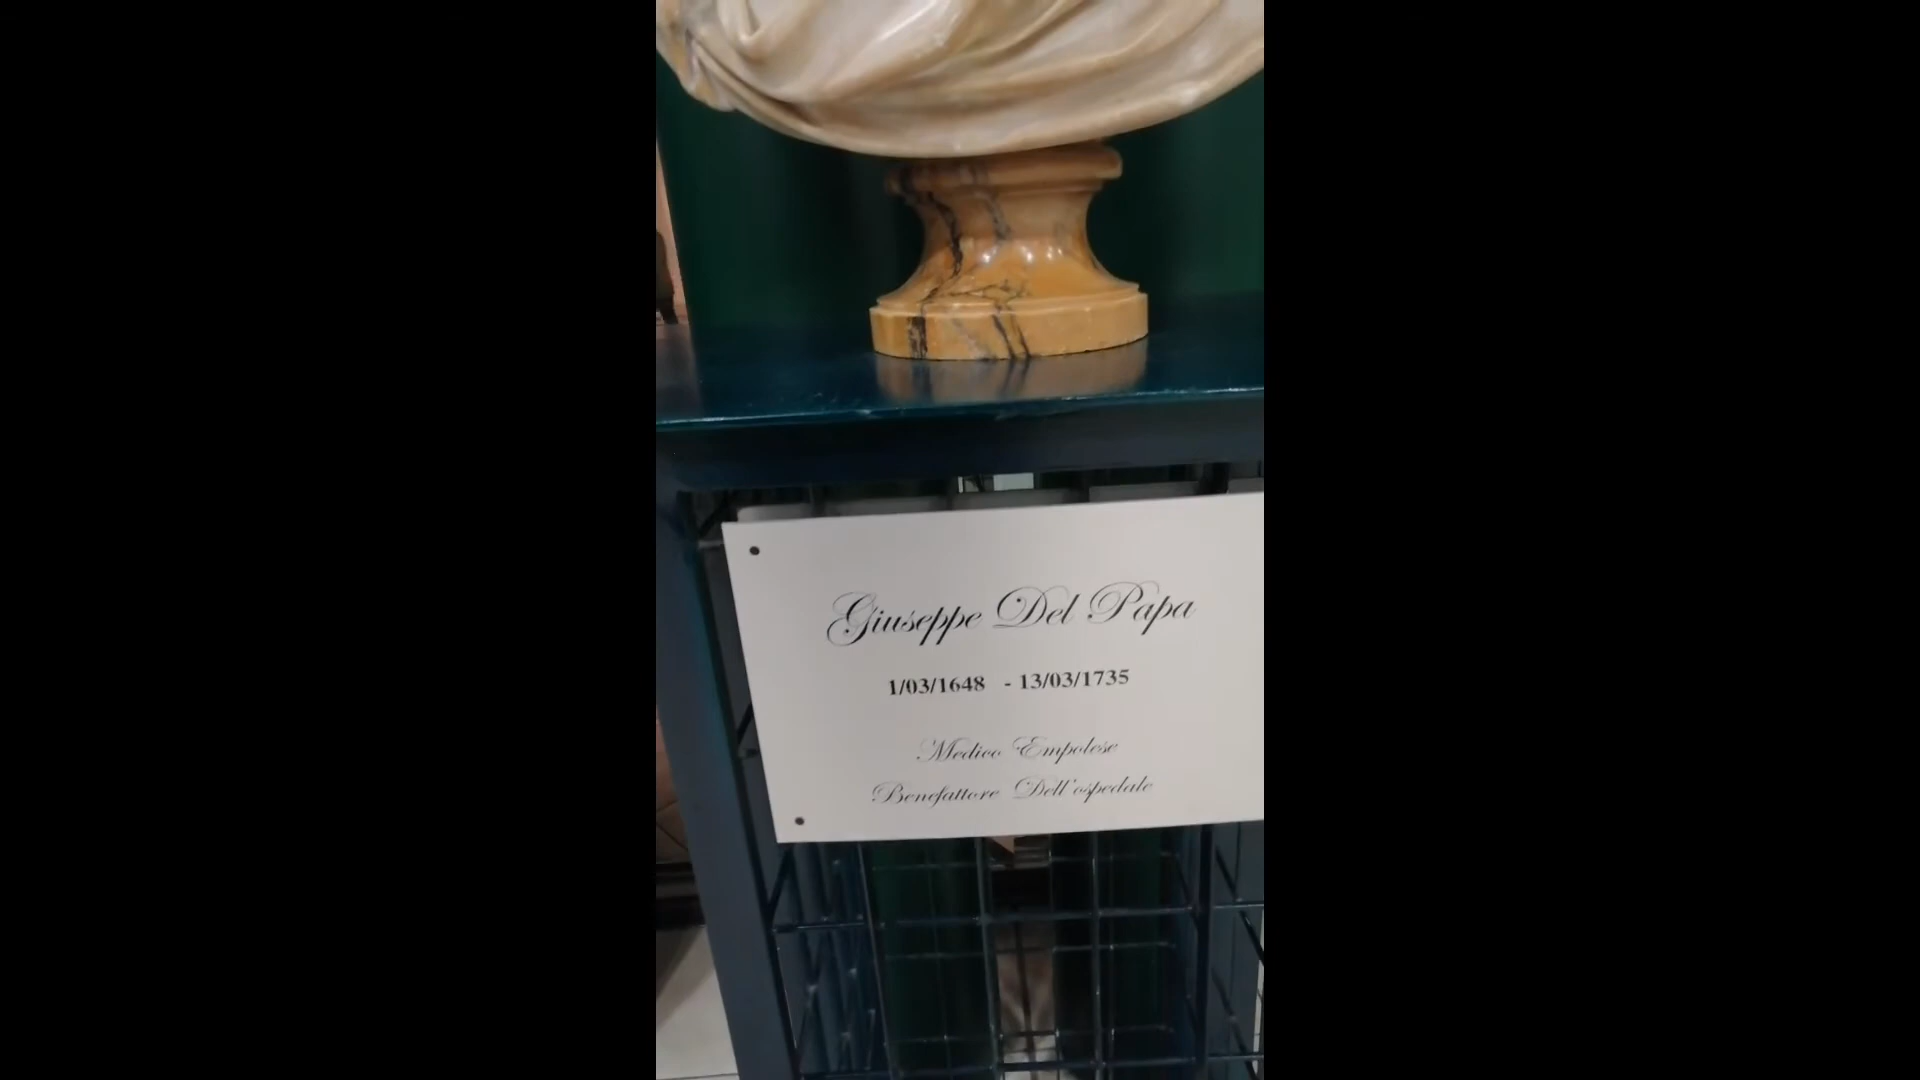 Giuseppe Del Papa
1/03/1648 - 13/03/1735
Medico Empolese
Benefattore Dell'ospedale